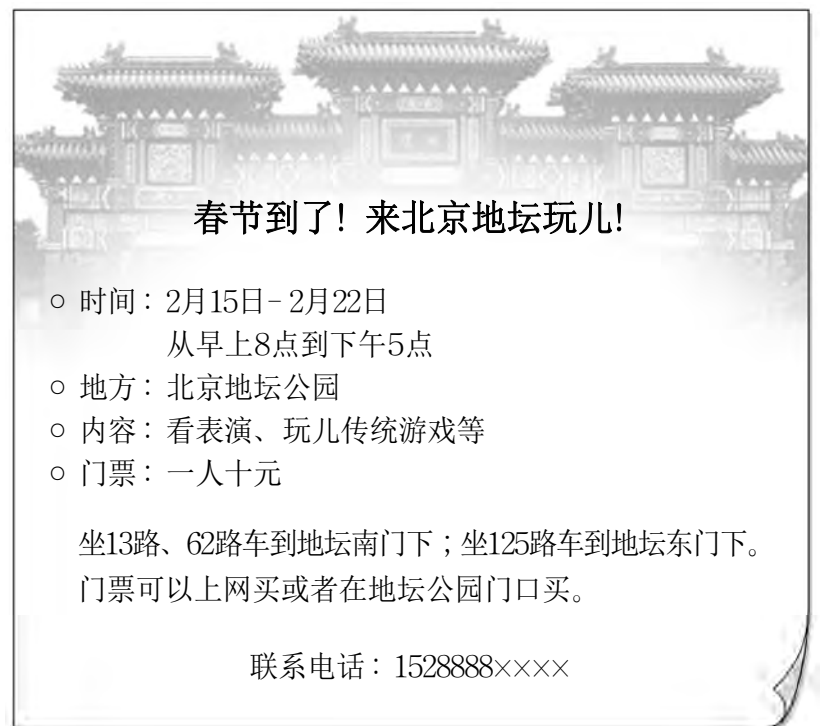 春节到了! 来北京地坛玩儿!
○ 时间：2月15日-2月22日
从早上8点到下午5点
○ 地方：北京地坛公园
○ 内容：看表演、玩儿传统游戏等
○ 门票：一人十元
坐13路、62路车到地坛南门下；坐125路车到地坛东门下。
门票可以上网买或者在地坛公园门口买。
联系电话：1528888××××